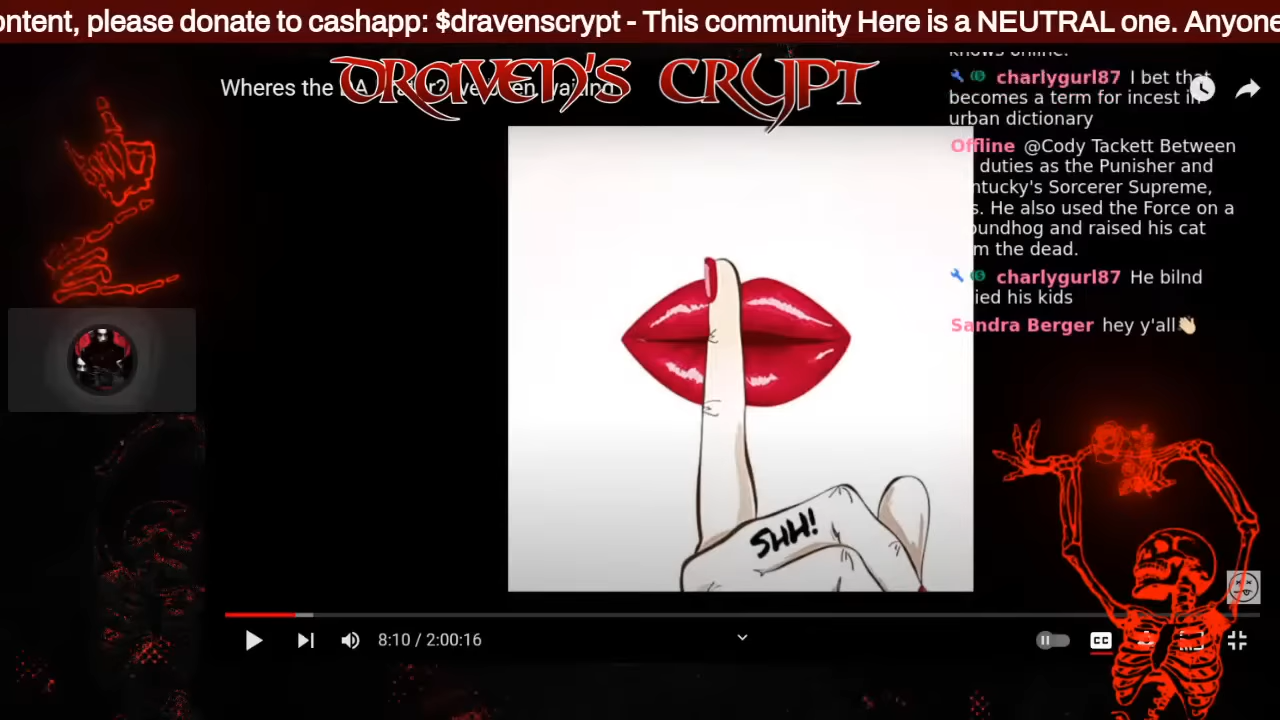 ontent, please donate to cashapp: $dravenscrypt - This community Here is a NEUTRAL one. Anyone
DRAVEN'S CRYPT
Wheres the
knows online.
charlygurl87 I bet that
becomes a term for incest in
urban dictionary
Offline @Cody Tackett Between
duties as the Punisher and
ntucky's Sorcerer Supreme,
s. He also used the Force on a
oundhog and raised his cat
m the dead.
charlygurl87 He bilnd
ied his kids
Sandra Berger hey y'all👋🏻
SHH!
8:10 / 2:00:16
CC